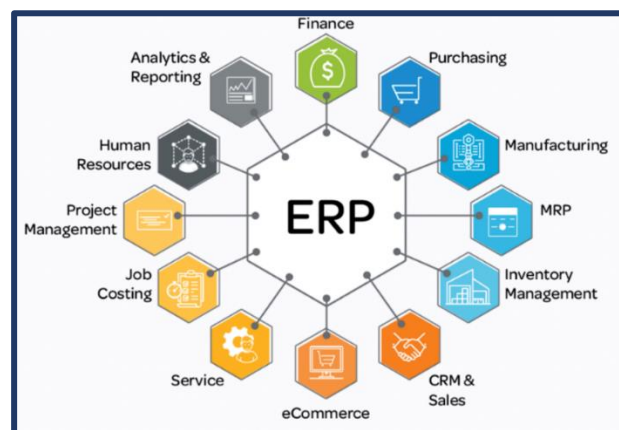 Finance
Analytics &
Reporting
Purchasing
Human
Resources
Manufacturing
Project
Management
ERP
MRP
Job
Costing
Inventory
Management
Service
eCommerce
CRM &
Sales
$